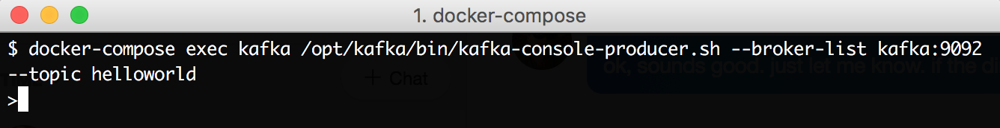 1. docker-compose
$ docker-compose exec kafka /opt/kafka/bin/kafka-console-producer.sh --broker-list kafka:9092
--topic helloworld
>
+ Chat
ok, sounds good. just let me know. if the di